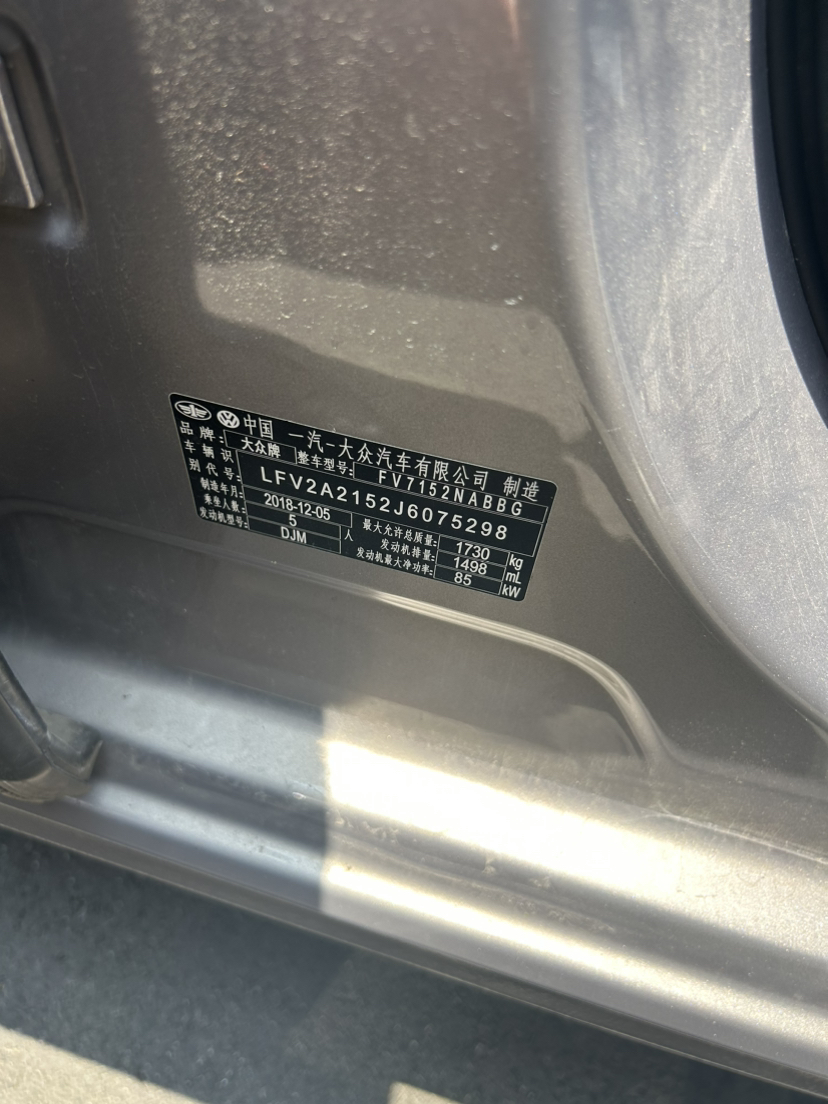 中国 一汽-大众汽车有限公司 制造
品牌: 大众牌 整车型号: FV7152NABBG
车辆识别代号: LFV2A2152J6075298
制造年月: 2018-12-05 最大允许总质量: 1730 kg
乘坐人数: 5 人 发动机排量: 1498 mL
发动机型号: DJM 发动机最大净功率: 85 kW